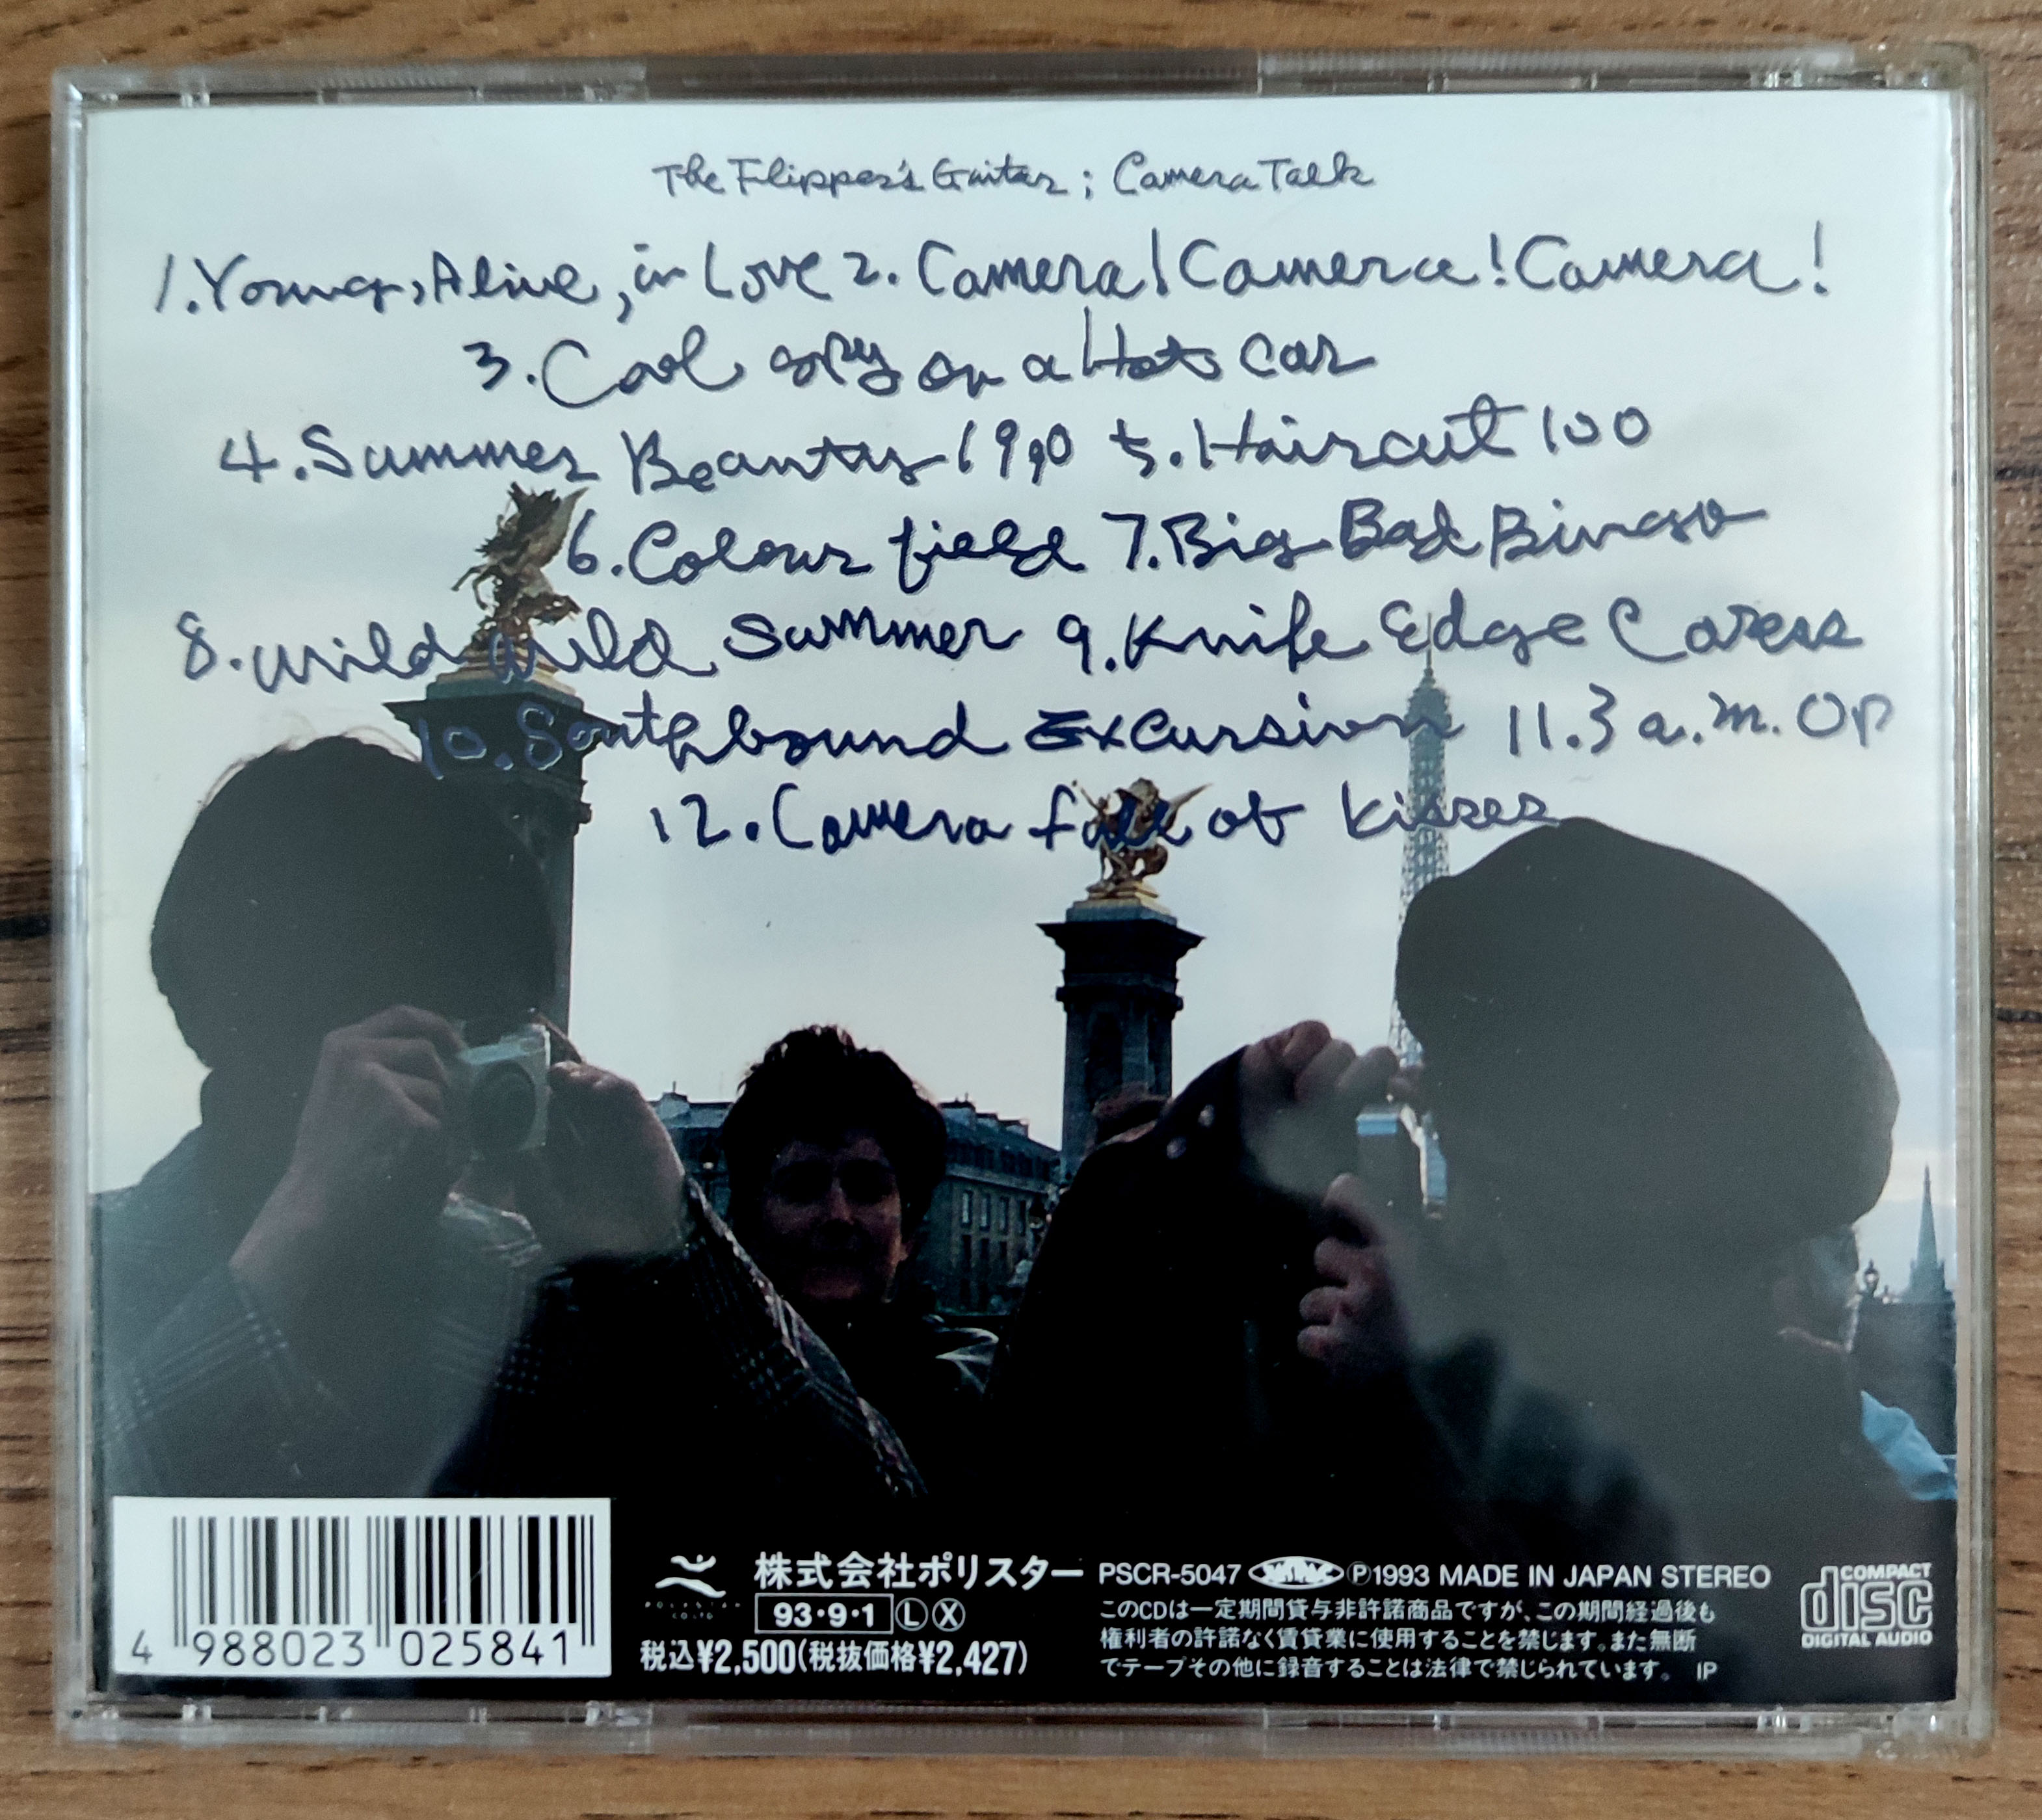 The Flipper's Guitar ; Camera Talk
1. Young, Alive, in Love 2. Camera! Camera! Camera!
3. Cool spy on a Hot car
4. Summer Beauty 1990 5. Haircut 100
6. Colour field 7. Big Bad Bingo
8. wild wild summer 9. Knife Edge Caress
10. Southbound Excursion 11. 3 a.m. Op
12. Camera full of kisses
4 988023 025841
株式会社ポリスター
93・9・1 Ⓛ Ⓧ
税込¥2,500(税抜価格¥2,427)
PSCR-5047 Ⓟ1993 MADE IN JAPAN STEREO
このCDは一定期間貸与非許諾商品ですが、この期間経過後も
権利者の許諾なく賃貸業に使用することを禁じます。また無断
でテープその他に録音することは法律で禁じられています。 IP
COMPACT
disc
DIGITAL AUDIO